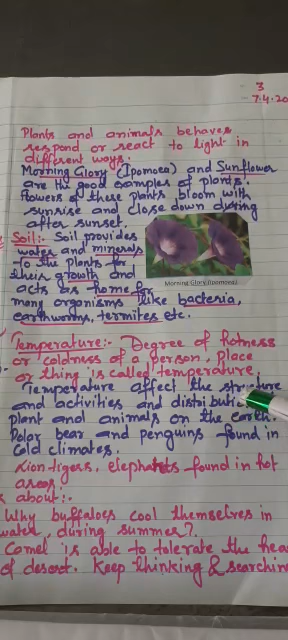 3
7.4.20
Plants and animals behaves
respond or react to light in
different ways.
Morning Glory (Ipomoea) and Sunflower
are the good examples of plants.
Flowers of these plants bloom with
sunrise and close down during
after sunset.
Soil:- Soil provides
water and minerals
to the plants for
their growth and
acts as home for
Morning Glory (Ipomoea)
many organisms like bacteria,
earthworms, termites etc.
Temperature:- Degree of hotness
or coldness of a person, Place
or thing is called temperature.
Temperature affect the structure
and activities and distributi
plant and animals on the earth.
Polar bear and penguins found in
cold climates.
Lion-tigers, elephants found in hot
areas.
about:-
Why buffaloes cool themselves in
water, during summer?
Camel is able to tolerate the hea
of desert. Keep thinking & searchin